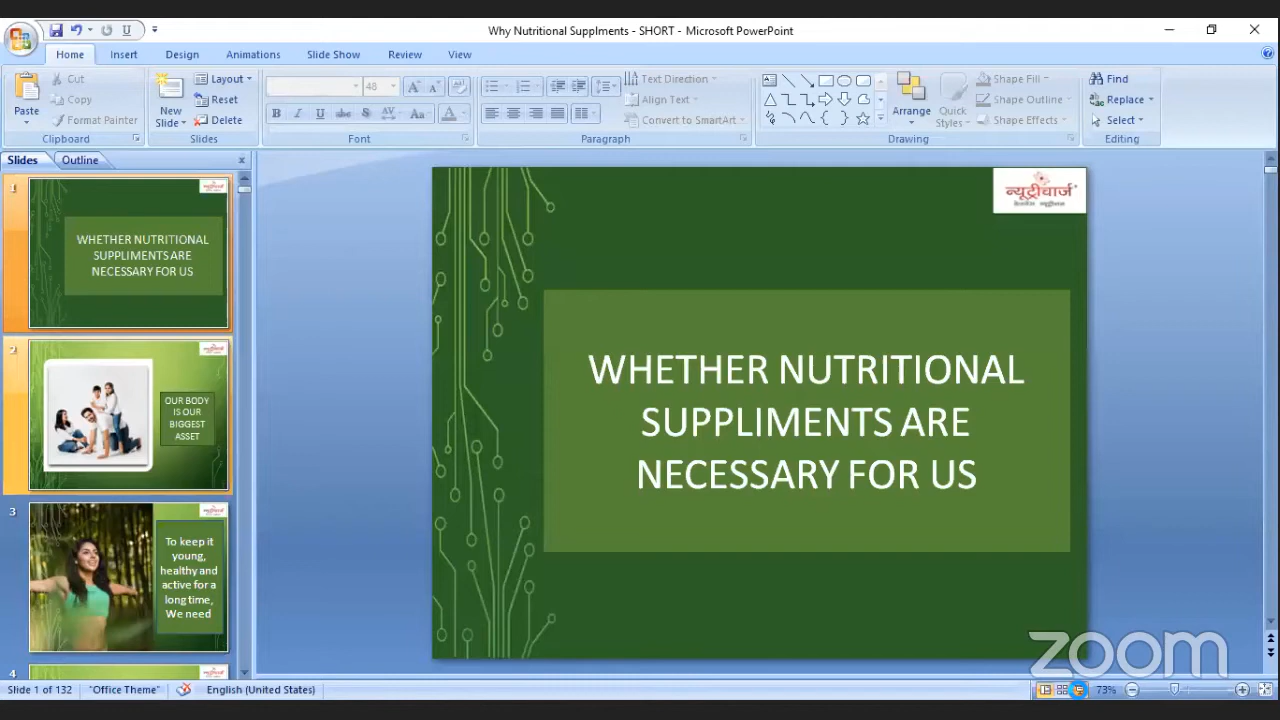 Why Nutritional Supplments - SHORT - Microsoft PowerPoint
Home Insert Design Animations Slide Show Review View
Paste
Cut
Copy
Format Painter
Clipboard
New Slide
Layout
Reset
Delete
Slides
48
Font
Text Direction
Align Text
Convert to SmartArt
Paragraph
Arrange
Quick Styles
Shape Fill
Shape Outline
Shape Effects
Drawing
Find
Replace
Select
Editing
Slides Outline
1
WHETHER NUTRITIONAL
SUPPLIMENTS ARE
NECESSARY FOR US
2
OUR BODY
IS OUR
BIGGEST
ASSET
3
To keep it
young,
healthy and
active for a
long time,
We need
4
न्यूट्रीचार्ज
WHETHER NUTRITIONAL
SUPPLIMENTS ARE
NECESSARY FOR US
zoom
Slide 1 of 132 "Office Theme" English (United States) 73%